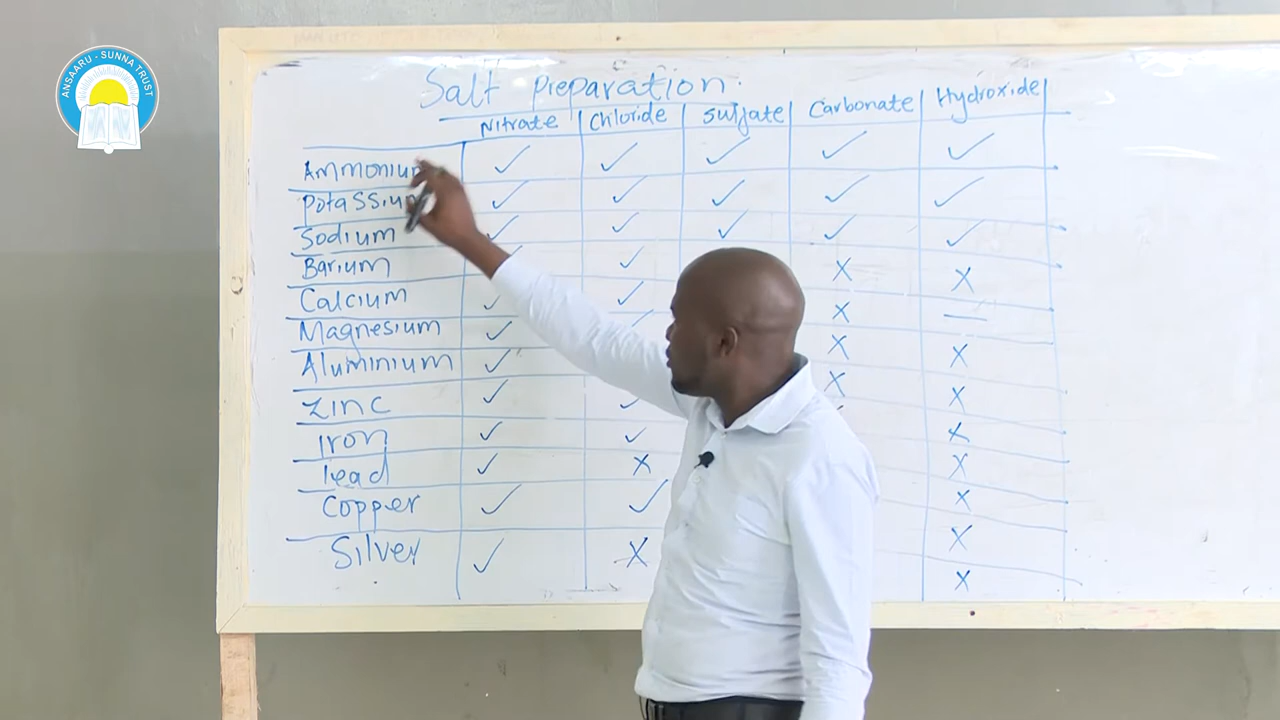 ANSAARU - SUNNA TRUST
Salt Preparation.
Nitrate Chloride Sulfate Carbonate Hydroxide
Ammonium ✓ ✓ ✓ ✓ ✓
Potassium ✓ ✓ ✓ ✓ ✓
Sodium ✓ ✓ ✓ ✓ ✓
Barium ✓ ✓ X X
Calcium ✓ ✓ X —
Magnesium ✓ ✓ X X
Aluminium ✓ X X
Zinc ✓ ✓ X
Iron ✓ ✓ X
lead ✓ X X
Copper ✓ ✓ X
Silver ✓ X X